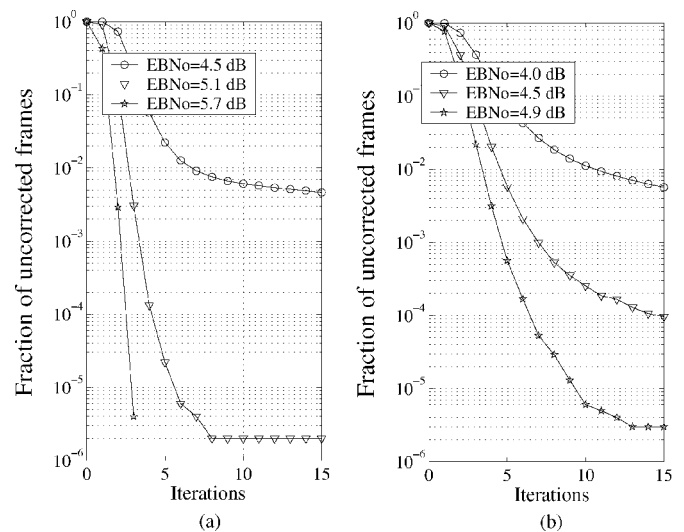 Fraction of uncorrected frames
10^0
10^-1
10^-2
10^-3
10^-4
10^-5
10^-6
EBNo=4.5 dB
EBNo=5.1 dB
EBNo=5.7 dB
0 5 10 15
Iterations
(a)
Fraction of uncorrected frames
10^0
10^-2
10^-3
10^-4
10^-5
10^-6
EBNo=4.0 dB
EBNo=4.5 dB
EBNo=4.9 dB
0 5 10 15
Iterations
(b)